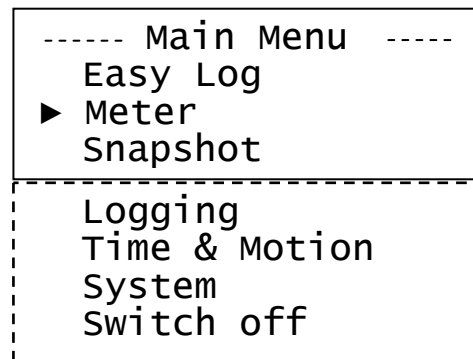 ------ Main Menu -----
Easy Log
► Meter
Snapshot
Logging
Time & Motion
System
Switch off